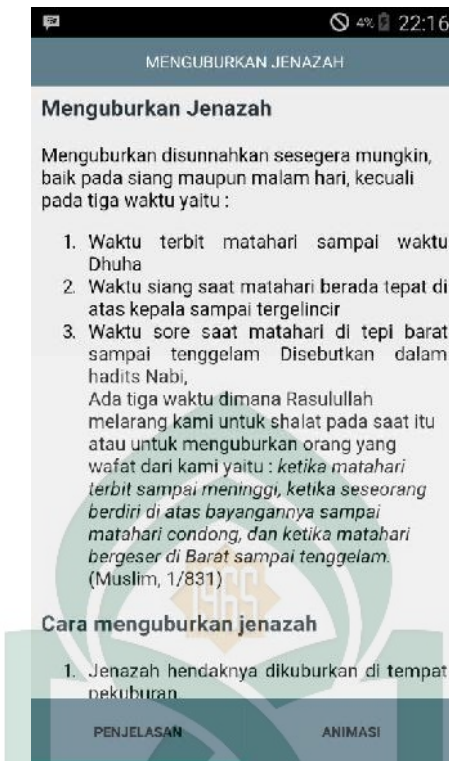 4% 22:16
MENGUBURKAN JENAZAH
Menguburkan Jenazah
Menguburkan disunnahkan sesegera mungkin,
baik pada siang maupun malam hari, kecuali
pada tiga waktu yaitu :
1. Waktu terbit matahari sampai waktu
Dhuha
2. Waktu siang saat matahari berada tepat di
atas kepala sampai tergelincir
3. Waktu sore saat matahari di tepi barat
sampai tenggelam Disebutkan dalam
hadits Nabi,
Ada tiga waktu dimana Rasulullah
melarang kami untuk shalat pada saat itu
atau untuk menguburkan orang yang
wafat dari kami yaitu : ketika matahari
terbit sampai meninggi, ketika seseorang
berdiri di atas bayangannya sampai
matahari condong, dan ketika matahari
bergeser di Barat sampai tenggelam.
(Muslim, 1/831)
1965
Cara menguburkan jenazah
1. Jenazah hendaknya dikuburkan di tempat
pekuburan
PENJELASAN ANIMASI